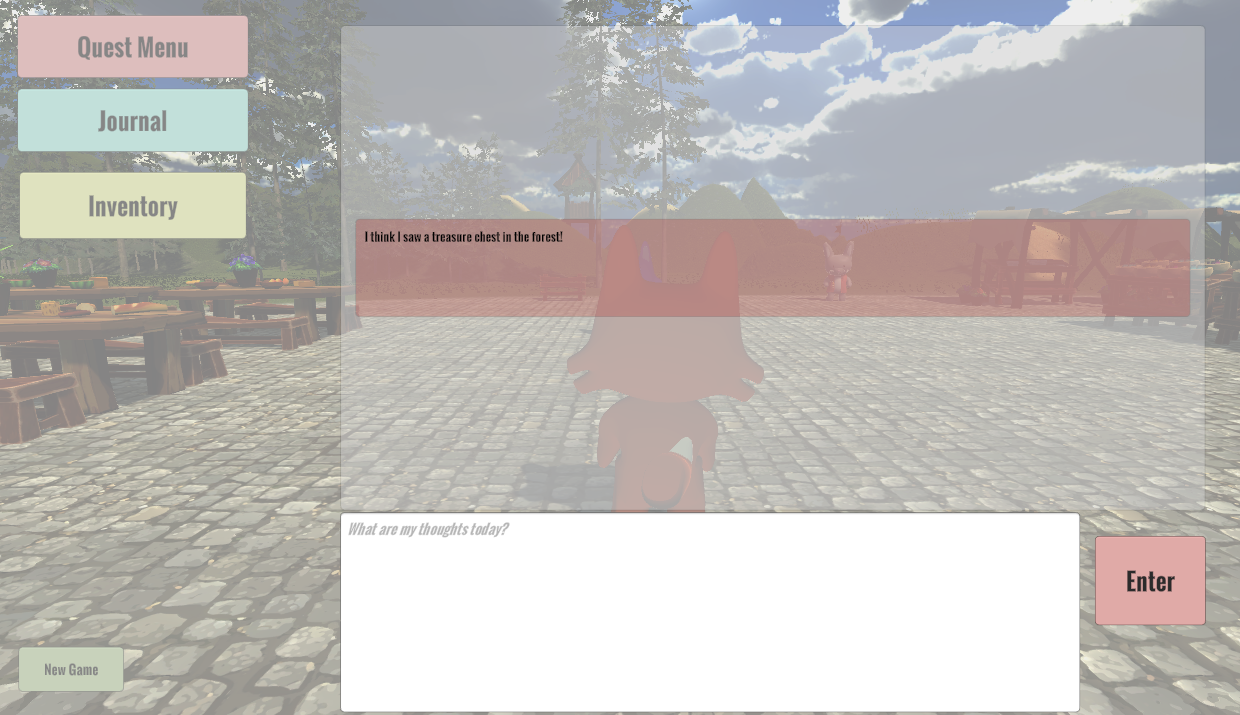 Quest Menu
Journal
Inventory
I think I saw a treasure chest in the forest!
What are my thoughts today?
Enter
New Game